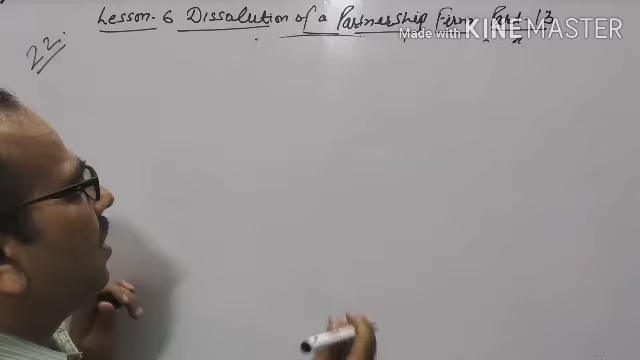 Lesson-6 Dissolution of a Partnership Firm Part 13
Made with KINEMASTER
22.